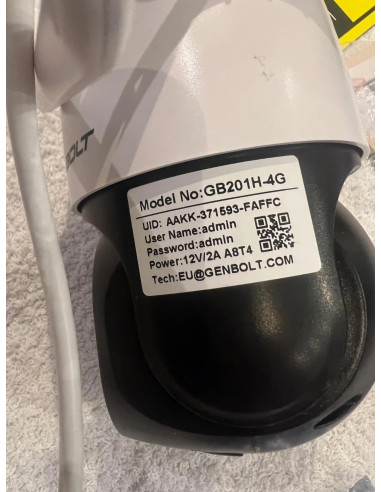 OLT
Model No:GB201H-4G
UID: AAKK-371593-FAFFC
User Name:admin
Password:admin
Power:12V/2A A8T4
Tech:EU@GENBOLT.COM